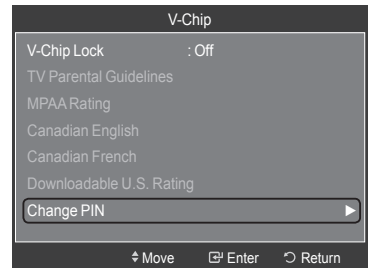 V-Chip
V-Chip Lock : Off
TV Parental Guidelines
MPAA Rating
Canadian English
Canadian French
Downloadable U.S. Rating
Change PIN ►
Move Enter Return